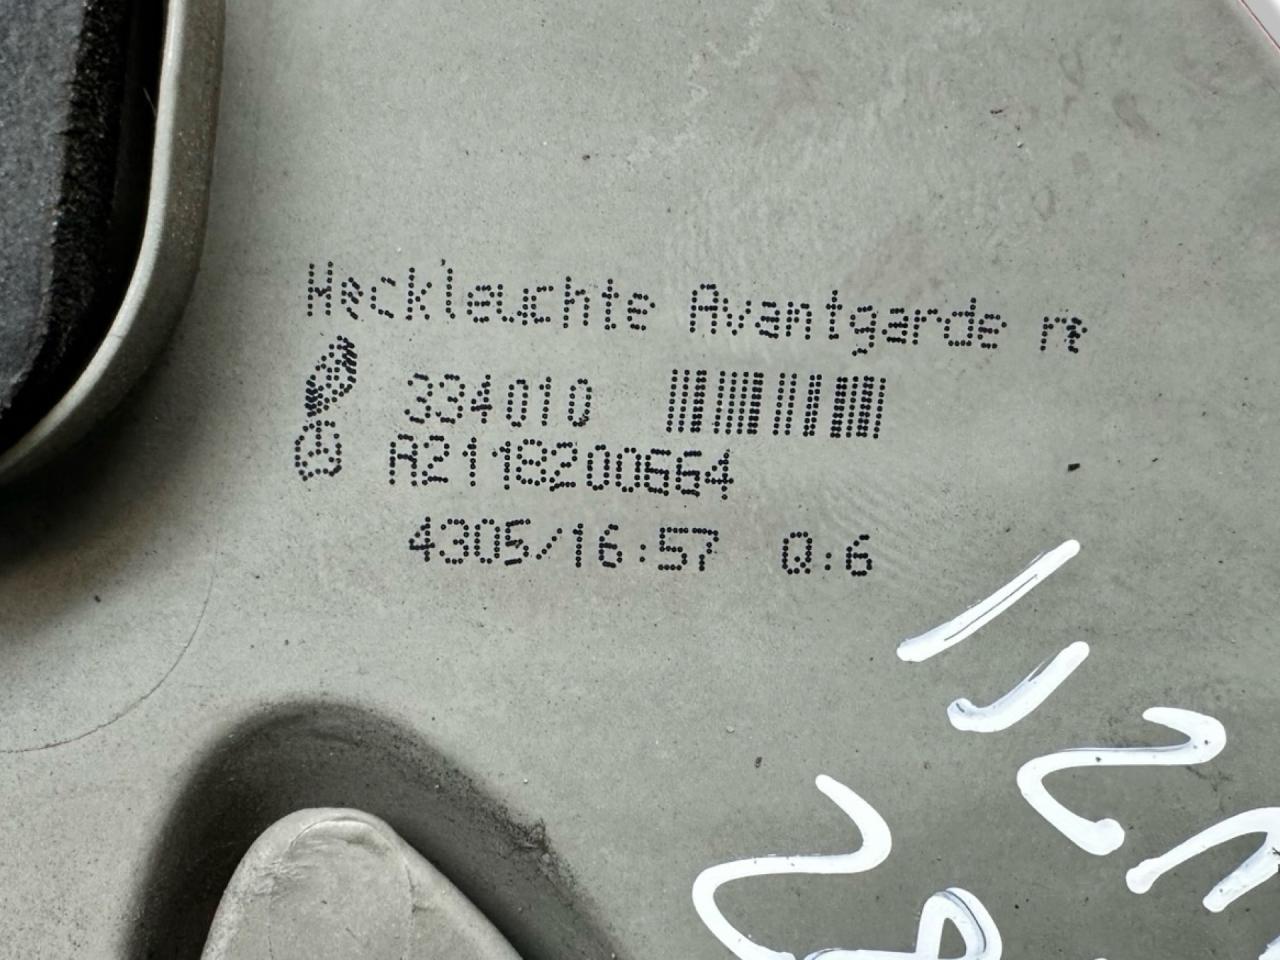 Heckleuchte Avantgarde re
334010
A2118200664
4305/16:57 Q:6